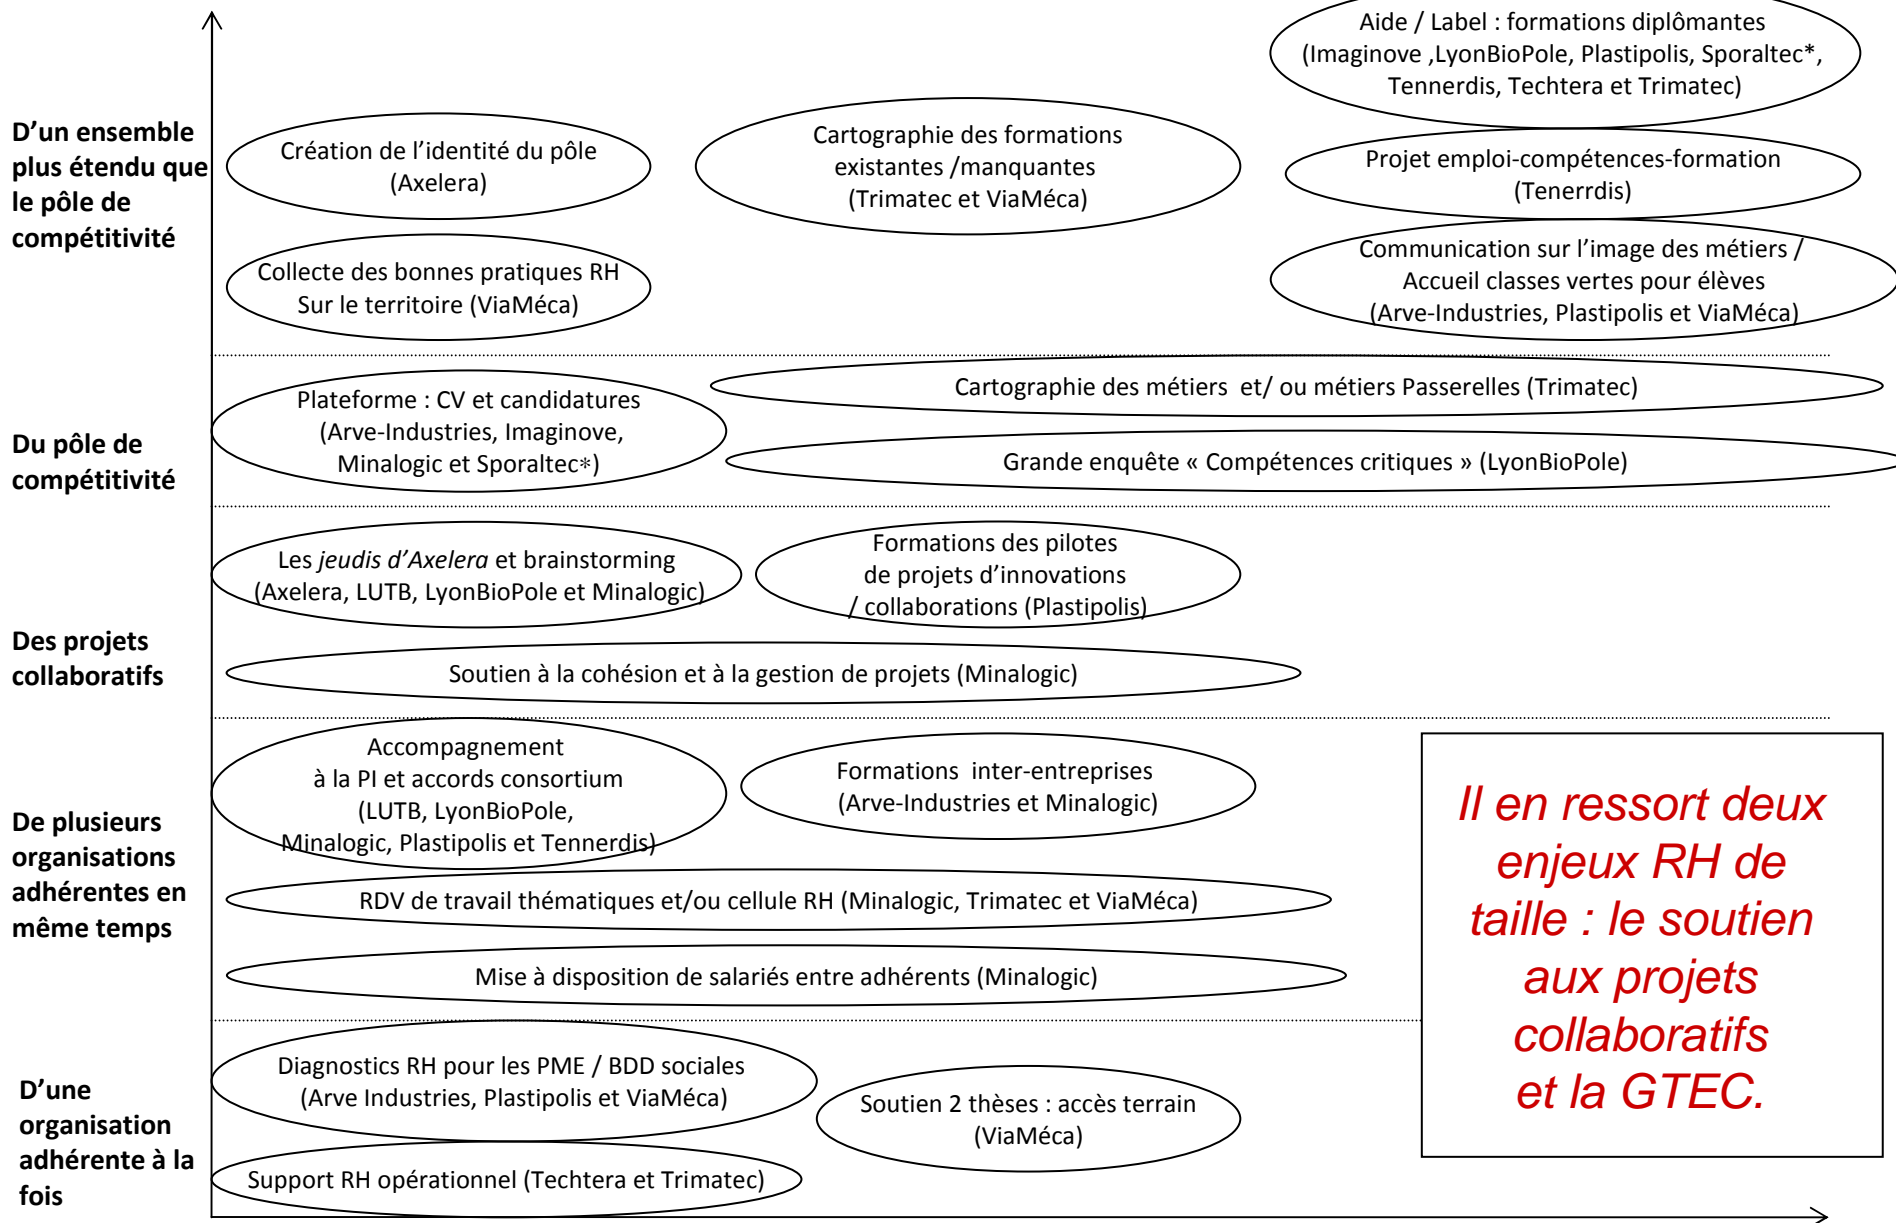 Aide / Label : formations diplômantes
(Imaginove ,LyonBioPole, Plastipolis, Sporaltec*,
Tennerdis, Techtera et Trimatec)
D'un ensemble
plus étendu que
le pôle de
compétitivité
Création de l'identité du pôle
(Axelera)
Cartographie des formations
existantes /manquantes
(Trimatec et ViaMéca)
Projet emploi-compétences-formation
(Tenerrdis)
Collecte des bonnes pratiques RH
Sur le territoire (ViaMéca)
Communication sur l'image des métiers /
Accueil classes vertes pour élèves
(Arve-Industries, Plastipolis et ViaMéca)
Du pôle de
compétitivité
Plateforme : CV et candidatures
(Arve-Industries, Imaginove,
Minalogic et Sporaltec*)
Cartographie des métiers et/ ou métiers Passerelles (Trimatec)
Grande enquête « Compétences critiques » (LyonBioPole)
Des projets
collaboratifs
Les jeudis d'Axelera et brainstorming
(Axelera, LUTB, LyonBioPole et Minalogic)
Formations des pilotes
de projets d'innovations
/ collaborations (Plastipolis)
Soutien à la cohésion et à la gestion de projets (Minalogic)
De plusieurs
organisations
adhérentes en
même temps
Accompagnement
à la PI et accords consortium
(LUTB, LyonBioPole,
Minalogic, Plastipolis et Tennerdis)
Formations inter-entreprises
(Arve-Industries et Minalogic)
RDV de travail thématiques et/ou cellule RH (Minalogic, Trimatec et ViaMéca)
Mise à disposition de salariés entre adhérents (Minalogic)
Il en ressort deux
enjeux RH de
taille : le soutien
aux projets
collaboratifs
et la GTEC.
D'une
organisation
adhérente à la
fois
Diagnostics RH pour les PME / BDD sociales
(Arve Industries, Plastipolis et ViaMéca)
Soutien 2 thèses : accès terrain
(ViaMéca)
Support RH opérationnel (Techtera et Trimatec)